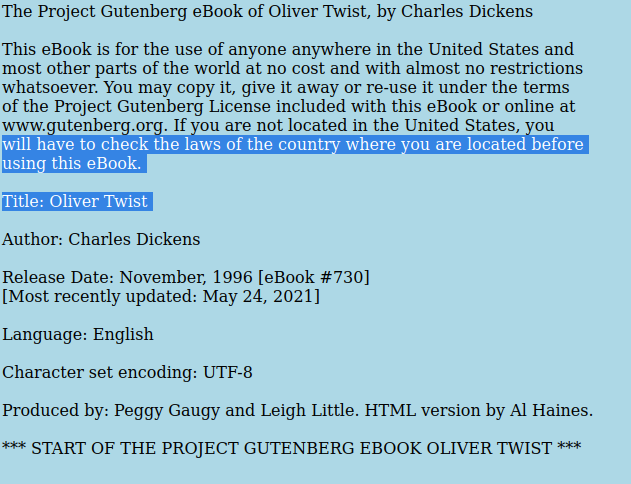 The Project Gutenberg eBook of Oliver Twist, by Charles Dickens
This eBook is for the use of anyone anywhere in the United States and
most other parts of the world at no cost and with almost no restrictions
whatsoever. You may copy it, give it away or re-use it under the terms
of the Project Gutenberg License included with this eBook or online at
www.gutenberg.org. If you are not located in the United States, you
will have to check the laws of the country where you are located before
using this eBook.
Title: Oliver Twist
Author: Charles Dickens
Release Date: November, 1996 [eBook #730]
[Most recently updated: May 24, 2021]
Language: English
Character set encoding: UTF-8
Produced by: Peggy Gaugy and Leigh Little. HTML version by Al Haines.
*** START OF THE PROJECT GUTENBERG EBOOK OLIVER TWIST ***